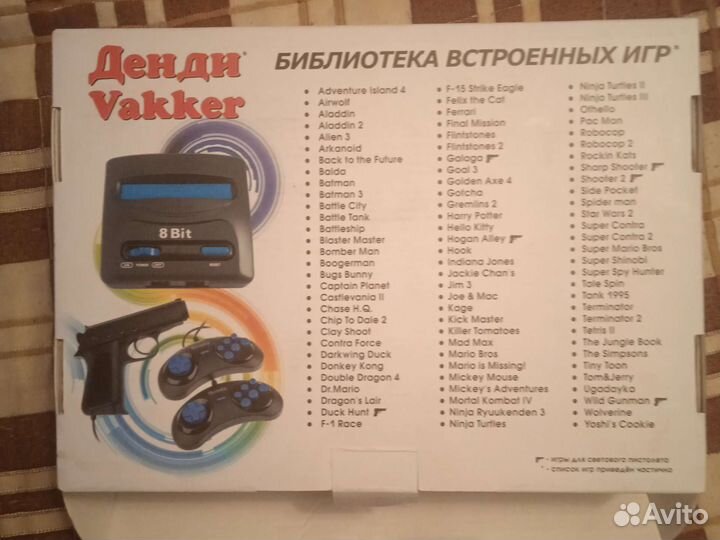 Денди
Vakker
БИБЛИОТЕКА ВСТРОЕННЫХ ИГР*
8 Bit
• Adventure Island 4
• Airwolf
• Aladdin
• Aladdin 2
• Alien 3
• Arkanoid
• Back to the Future
• Balda
• Batman
• Batman 3
• Battle City
• Battle Tank
• Battleship
• Blaster Master
• Bomber Man
• Boogerman
• Bugs Bunny
• Captain Planet
• Castlevania II
• Chase H.Q.
• Chip To Dale 2
• Clay Shoat
• Contra Force
• Darkwing Duck
• Donkey Kong
• Double Dragon 4
• Dr.Mario
• Dragon's Lair
• Duck Hunt
• F-1 Race
• F-15 Strike Eagle
• Felix the Cat
• Ferrari
• Final Mission
• Flintstones
• Flintstones 2
• Galaga
• Goal 3
• Golden Axe 4
• Gotcha
• Gremlins 2
• Harry Potter
• Hello Kitty
• Hogan Alley
• Hook
• Indiana Jones
• Jackie Chan's
• Jim 3
• Joe & Mac
• Kage
• Kick Master
• Killer Tomatoes
• Mad Max
• Mario Bros
• Mario is Missing!
• Mickey Mouse
• Mickey's Adventures
• Mortal Kombat IV
• Ninja Ryuukenden 3
• Ninja Turtles
• Ninja Turtles II
• Ninja Turtles III
• Othello
• Pac Man
• Robocop
• Robocop 2
• Rockin Kats
• Sharp Shooter
• Shooter 2
• Side Pocket
• Spider man
• Star Wars 2
• Super Contra
• Super Contra 2
• Super Mario Bros
• Super Shinobi
• Super Spy Hunter
• Tale Spin
• Tank 1995
• Terminator
• Terminator 2
• Tetris II
• The Jungle Book
• The Simpsons
• Tiny Toon
• Tom&Jerry
• Ugadayka
• Wild Gunman
• Wolverine
• Yoshi's Cookie
- игры для светового пистолета
* - список игр приведён частично
Avito